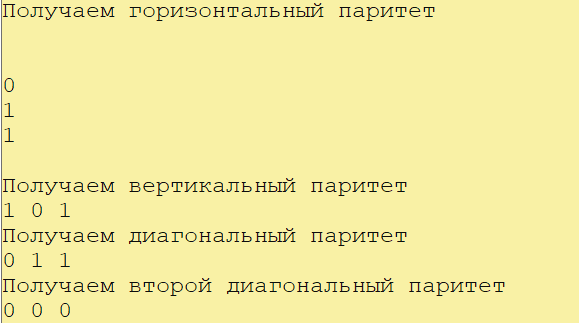 Получаем горизонтальный паритет
0
1
1
Получаем вертикальный паритет
1 0 1
Получаем диагональный паритет
0 1 1
Получаем второй диагональный паритет
0 0 0